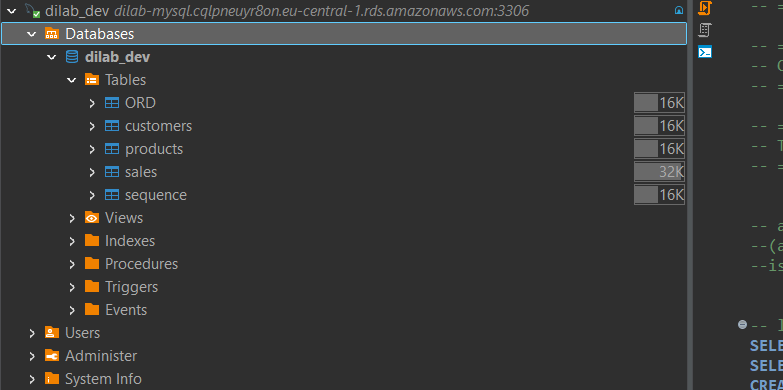 dilab_dev dilab-mysql.cqlpneuyr8on.eu-central-1.rds.amazonaws.com:3306
Databases
dilab_dev
Tables
ORD 16K
customers 16K
products 16K
sales 32K
sequence 16K
Views
Indexes
Procedures
Triggers
Events
Users
Administer
System Info
--
-- =
--
-- =
-- =
-- T
-- =
-- a
--(a
--is
--
SELE
SELE
CREA